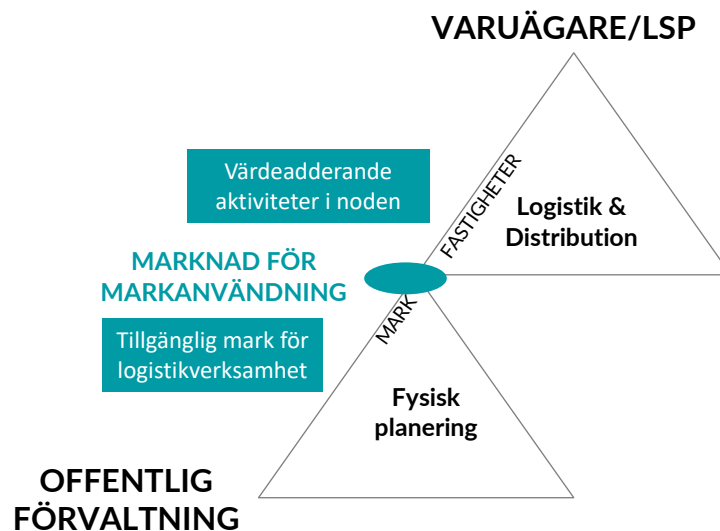 VARUÄGARE/LSP
Värdeadderande
aktiviteter i noden
FASTIGHETER
Logistik &
Distribution
MARKNAD FÖR
MARKANVÄNDNING
MARK
Tillgänglig mark för
logistikverksamhet
Fysisk
planering
OFFENTLIG
FÖRVALTNING